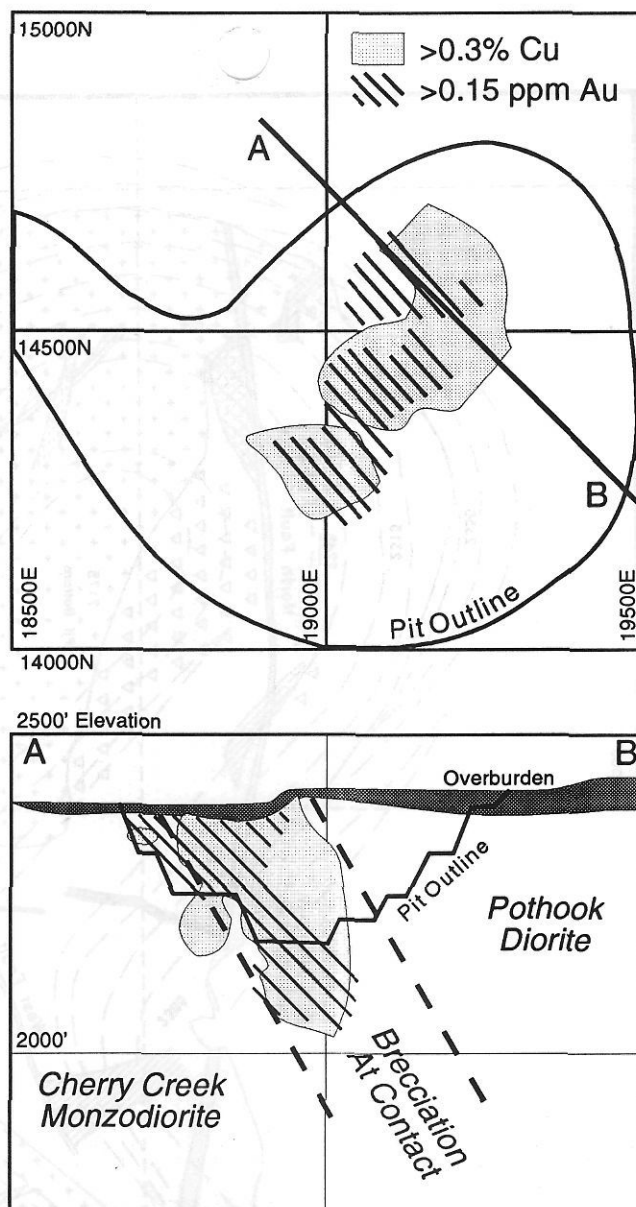 15000N
>0.3% Cu
>0.15 ppm Au
A
14500N
B
18500E
19000E
Pit Outline
19500E
14000N
2500' Elevation
A
B
Overburden
Pit Outline
Pothook
Diorite
2000'
Cherry Creek
Monzodiorite
Brecciation
At Contact